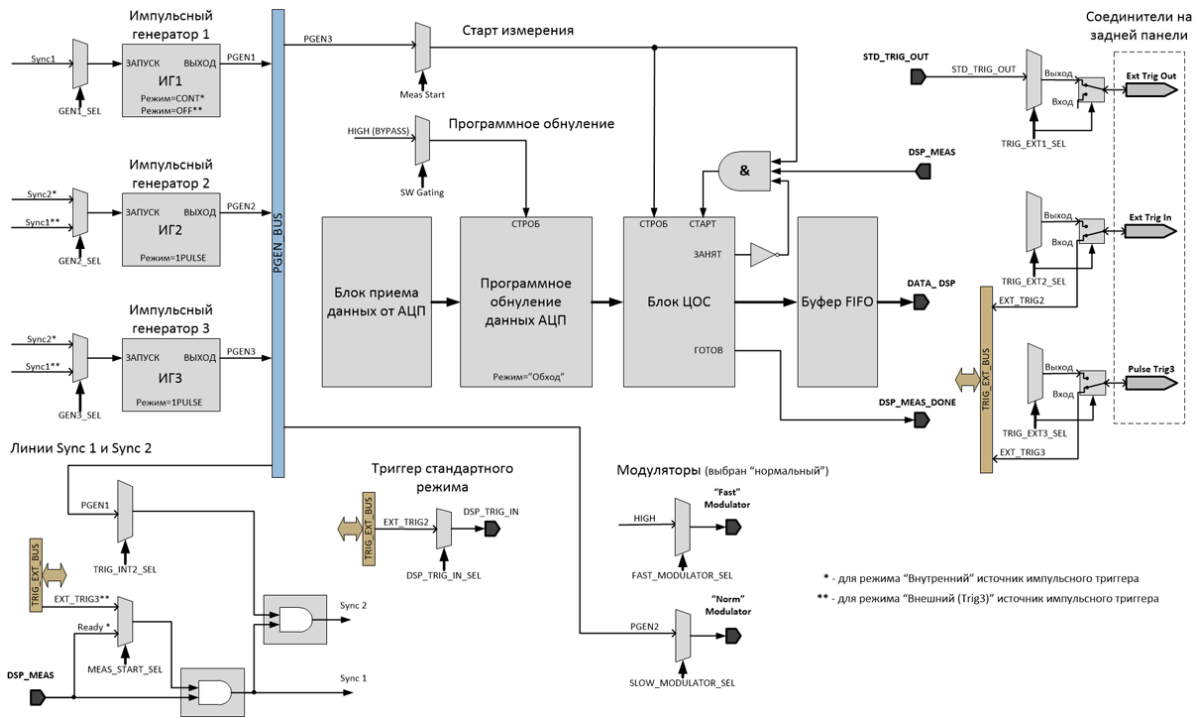 Импульсный
генератор 1
Sync1
GEN1_SEL
ЗАПУСК ВЫХОД
ИГ1
Режим=CONT*
Режим=OFF**
PGEN1
Импульсный
генератор 2
Sync2*
Sync1**
GEN2_SEL
ЗАПУСК ВЫХОД
ИГ2
Режим=1PULSE
PGEN2
Импульсный
генератор 3
Sync2*
Sync1**
GEN3_SEL
ЗАПУСК ВЫХОД
ИГ3
Режим=1PULSE
PGEN3
PGEN_BUS
PGEN3
Старт измерения
Meas Start
Программное обнуление
HIGH (BYPASS)
SW Gating
&
DSP_MEAS
Блок приема
данных от АЦП
СТРОБ
Программное
обнуление
данных АЦП
Режим="Обход"
СТРОБ СТАРТ
ЗАНЯТ
Блок ЦОС
ГОТОВ
Буфер FIFO
DATA_ DSP
DSP_MEAS_DONE
Соединители на
задней панели
STD_TRIG_OUT
STD_TRIG_OUT
Выход
Вход
TRIG_EXT1_SEL
Ext Trig Out
Выход
Вход
TRIG_EXT2_SEL
Ext Trig In
EXT_TRIG2
TRIG_EXT_BUS
Выход
Вход
TRIG_EXT3_SEL
Pulse Trig3
EXT_TRIG3
Линии Sync 1 и Sync 2
PGEN1
TRIG_INT2_SEL
TRIG_EXT_BUS
EXT_TRIG3**
Ready *
MEAS_START_SEL
DSP_MEAS
Sync 2
Sync 1
Триггер стандартного
режима
TRIG_EXT_BUS
EXT_TRIG2
DSP_TRIG_IN
DSP_TRIG_IN_SEL
Модуляторы (выбран "нормальный")
HIGH
"Fast"
Modulator
FAST_MODULATOR_SEL
PGEN2
"Norm"
Modulator
SLOW_MODULATOR_SEL
* - для режима "Внутренний" источник импульсного триггера
** - для режима "Внешний (Trig3)" источник импульсного триггера